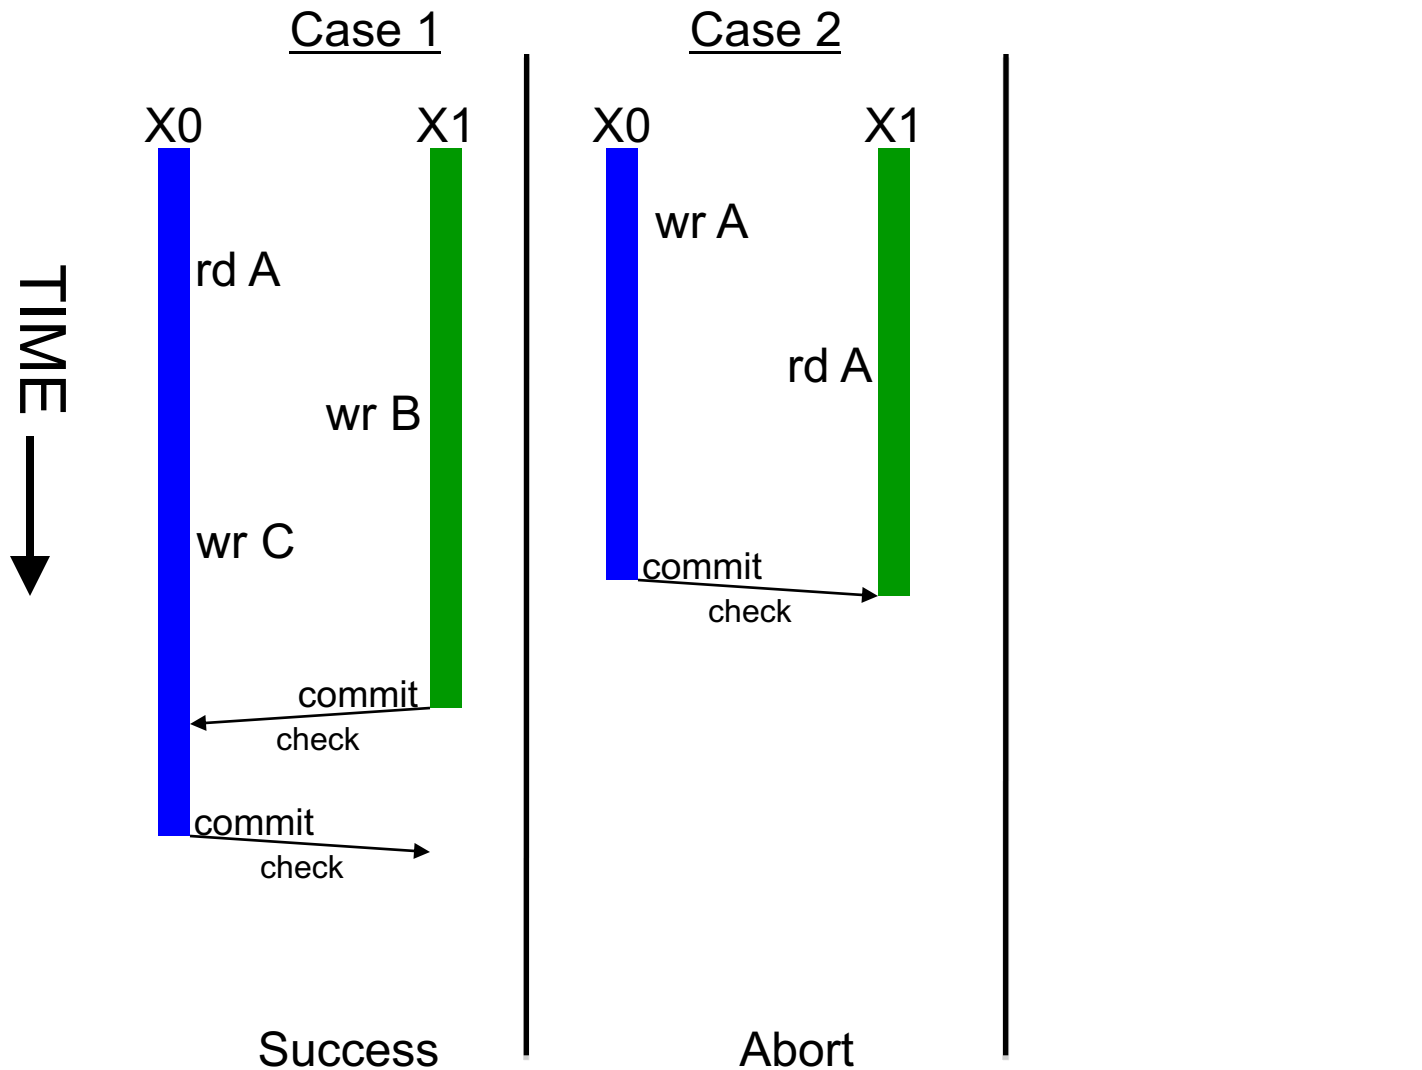 Case 1
Case 2
X0
X1
X0
X1
TIME
rd A
wr B
wr C
commit
check
commit
check
wr A
rd A
commit
check
Success
Abort